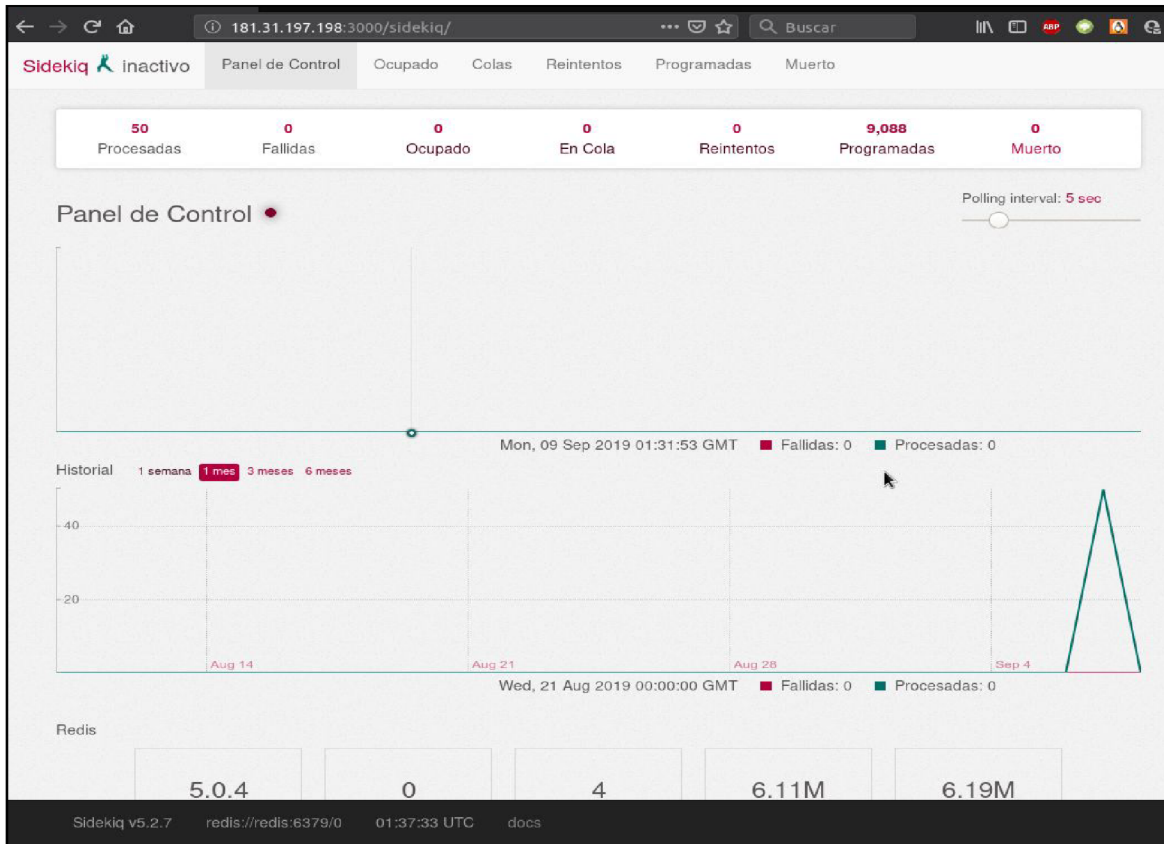 181.31.197.198:3000/sidekiq/ Buscar ABP
Sidekiq inactivo Panel de Control Ocupado Colas Reintentos Programadas Muerto
50 0 0 0 0 9,088 0
Procesadas Fallidas Ocupado En Cola Reintentos Programadas Muerto
Polling interval: 5 sec
Panel de Control
Mon, 09 Sep 2019 01:31:53 GMT Fallidas: 0 Procesadas: 0
Historial 1 semana 1 mes 3 meses 6 meses
40
20
Aug 14 Aug 21 Aug 28 Sep 4
Wed, 21 Aug 2019 00:00:00 GMT Fallidas: 0 Procesadas: 0
Redis
5.0.4 0 4 6.11M 6.19M
Sidekiq v5.2.7 redis://redis:6379/0 01:37:33 UTC docs